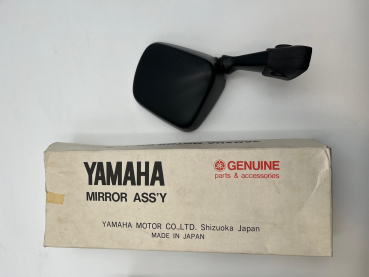 YAMAHA
GENUINE
parts & accessories
MIRROR ASS'Y
YAMAHA MOTOR CO.,LTD. Shizuoka Japan
MADE IN JAPAN